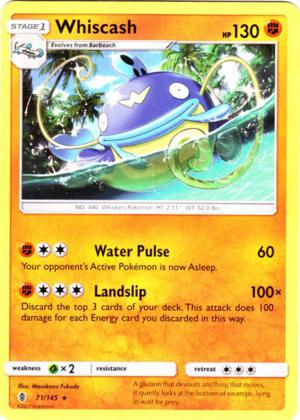 STAGE 1 Whiscash HP 130
Evolves from Barboach
NO. 340 Whiskers Pokémon HT: 2'11" WT: 52.0 lbs.
Water Pulse 60
Your opponent's Active Pokémon is now Asleep.
Landslip 100×
Discard the top 3 cards of your deck. This attack does 100
damage for each Energy card you discarded in this way.
weakness × 2 resistance retreat
Illus. Masakazu Fukuda
71/145 ★
©2017 Pokémon
A glutton that devours anything that moves,
it quietly lurks at the bottom of swamps, lying
in wait for prey.